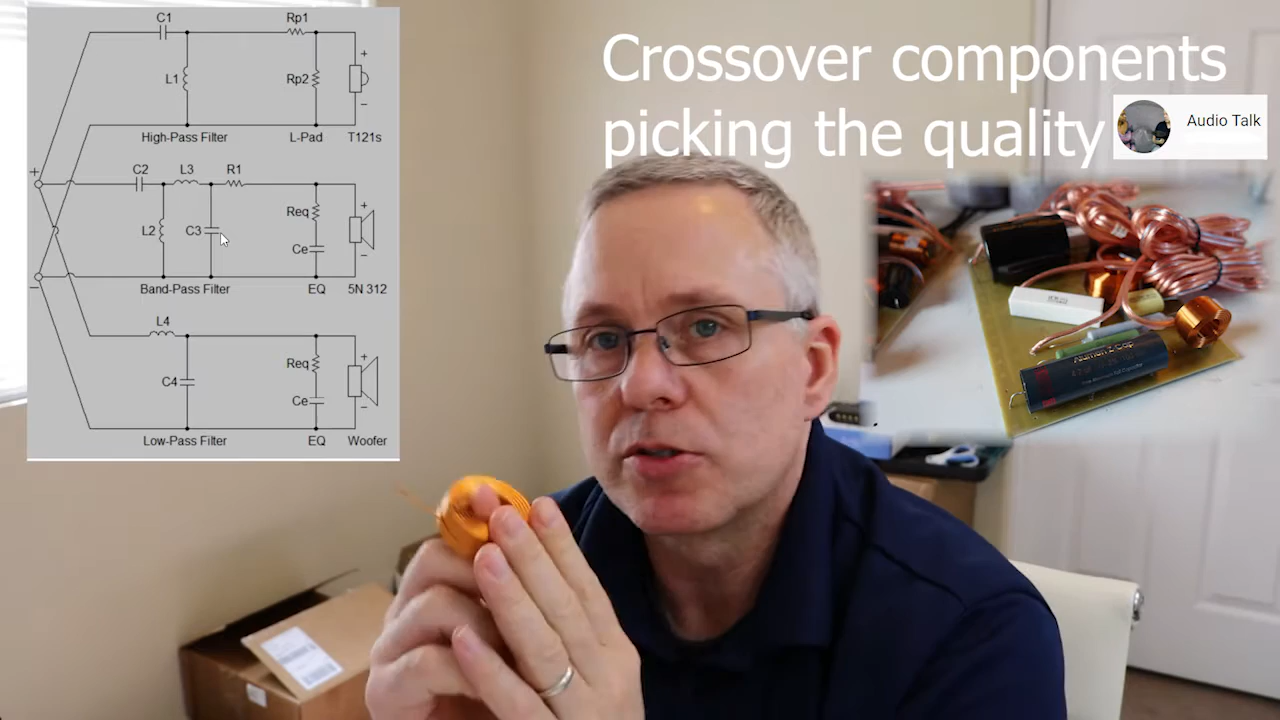 C1
Rp1
L1
Rp2
+
−
High-Pass Filter
L-Pad
T121s
+
C2
L3
R1
L2
C3
Req
Ce
+
−
−
Band-Pass Filter
EQ
5N 312
L4
C4
Req
Ce
+
−
Low-Pass Filter
EQ
Woofer
Crossover components
picking the quality
Audio Talk